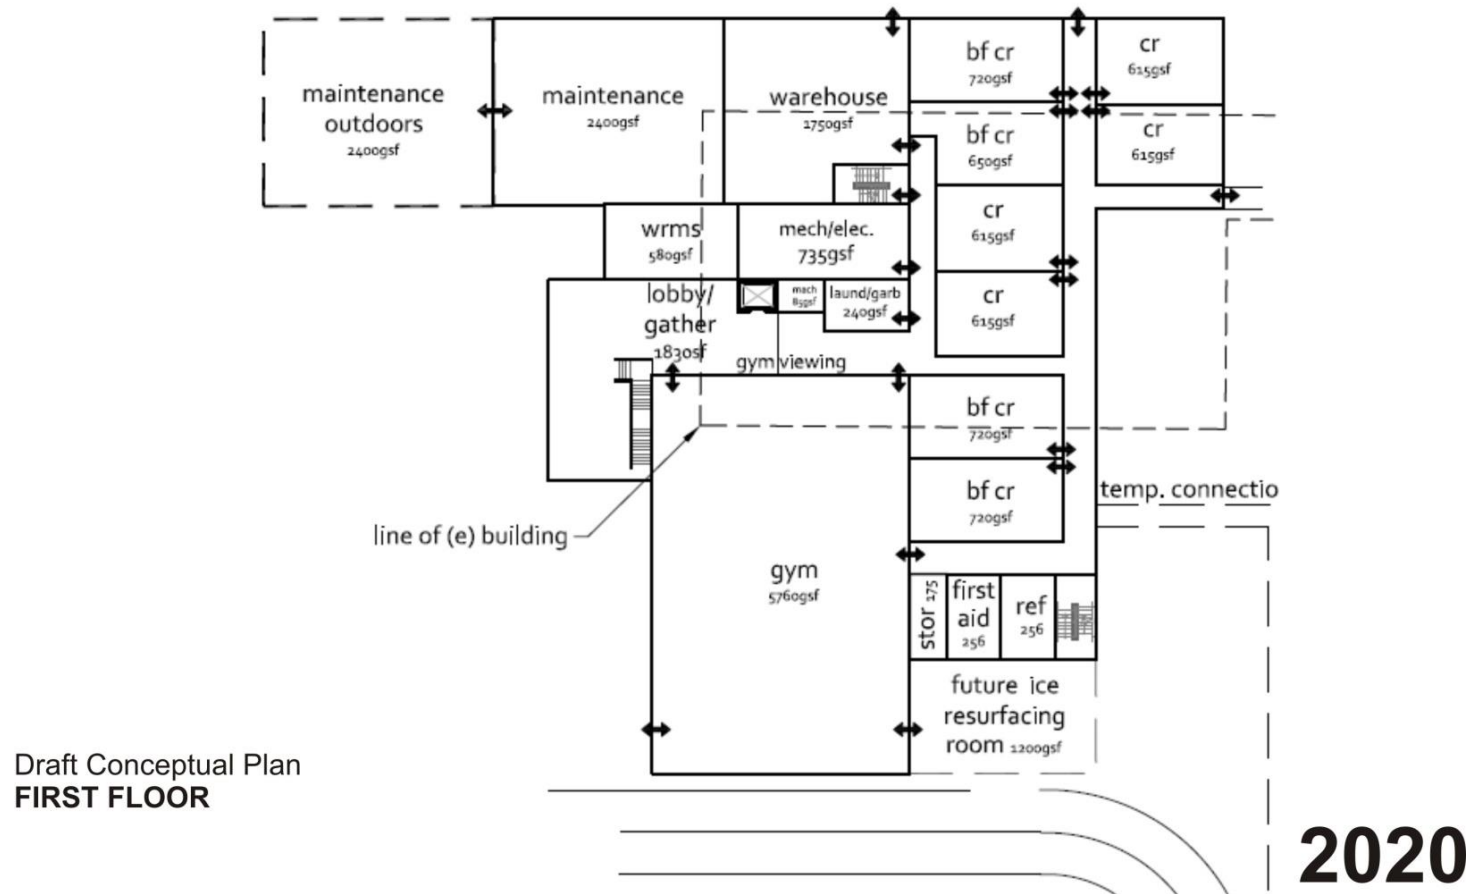 maintenance
outdoors
2400gsf
maintenance
2400gsf
warehouse
1750gsf
bf cr
720gsf
cr
615gsf
bf cr
650gsf
cr
615gsf
wrms
580gsf
mech/elec.
735gsf
cr
615gsf
lobby/
gather
1830sf
mach
85gsf
laund/garb
240gsf
cr
615gsf
gym viewing
bf cr
720gsf
bf cr
720gsf
temp. connectio
line of (e) building
gym
5760gsf
stor 175
first
aid
256
ref
256
future ice
resurfacing
room 1200gsf
Draft Conceptual Plan
FIRST FLOOR
2020